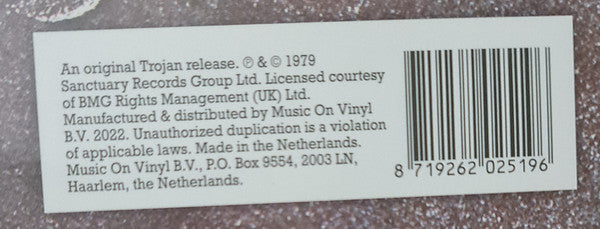 An original Trojan release. ℗ & © 1979
Sanctuary Records Group Ltd. Licensed courtesy
of BMG Rights Management (UK) Ltd.
Manufactured & distributed by Music On Vinyl
B.V. 2022. Unauthorized duplication is a violation
of applicable laws. Made in the Netherlands.
Music On Vinyl B.V., P.O. Box 9554, 2003 LN,
Haarlem, the Netherlands.
8 719262 025196